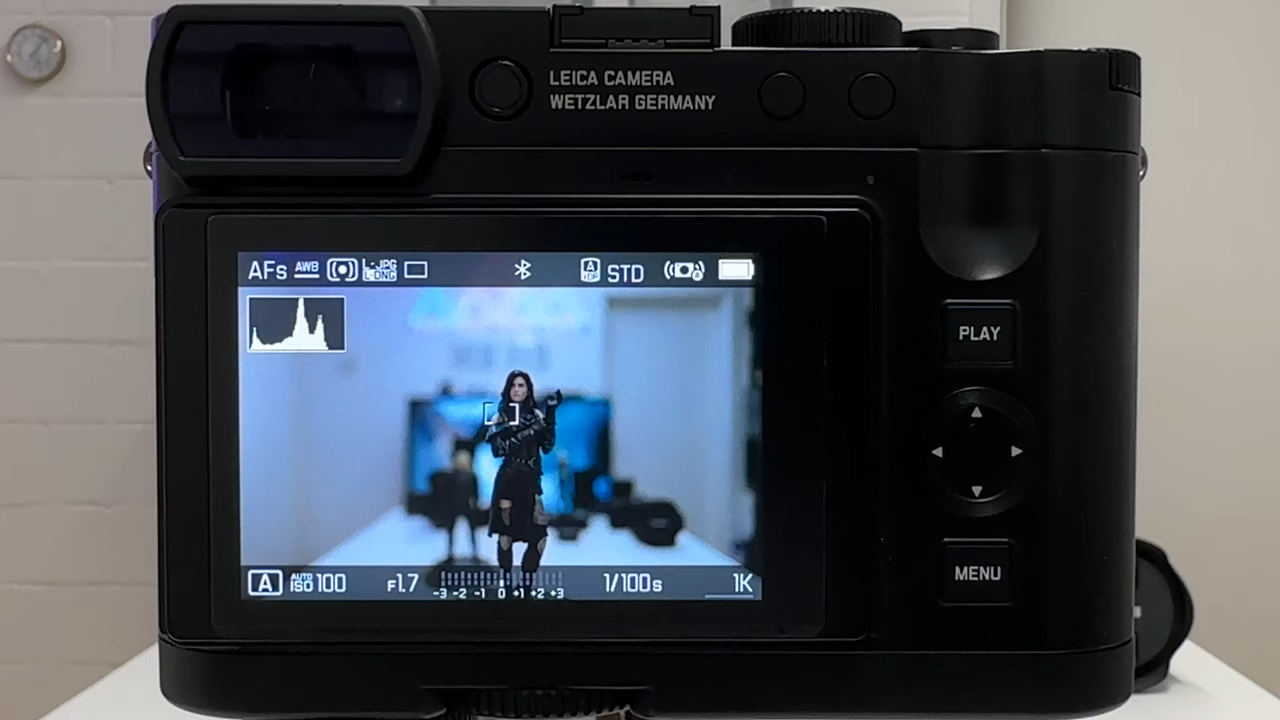 LEICA CAMERA
WETZLAR GERMANY
AFs AWB L-JPG STD
L-DNG
PLAY
MENU
A AUTO ISO 100 F1.7 -3 -2 -1 0 +1 +2 +3 1/100s 1K